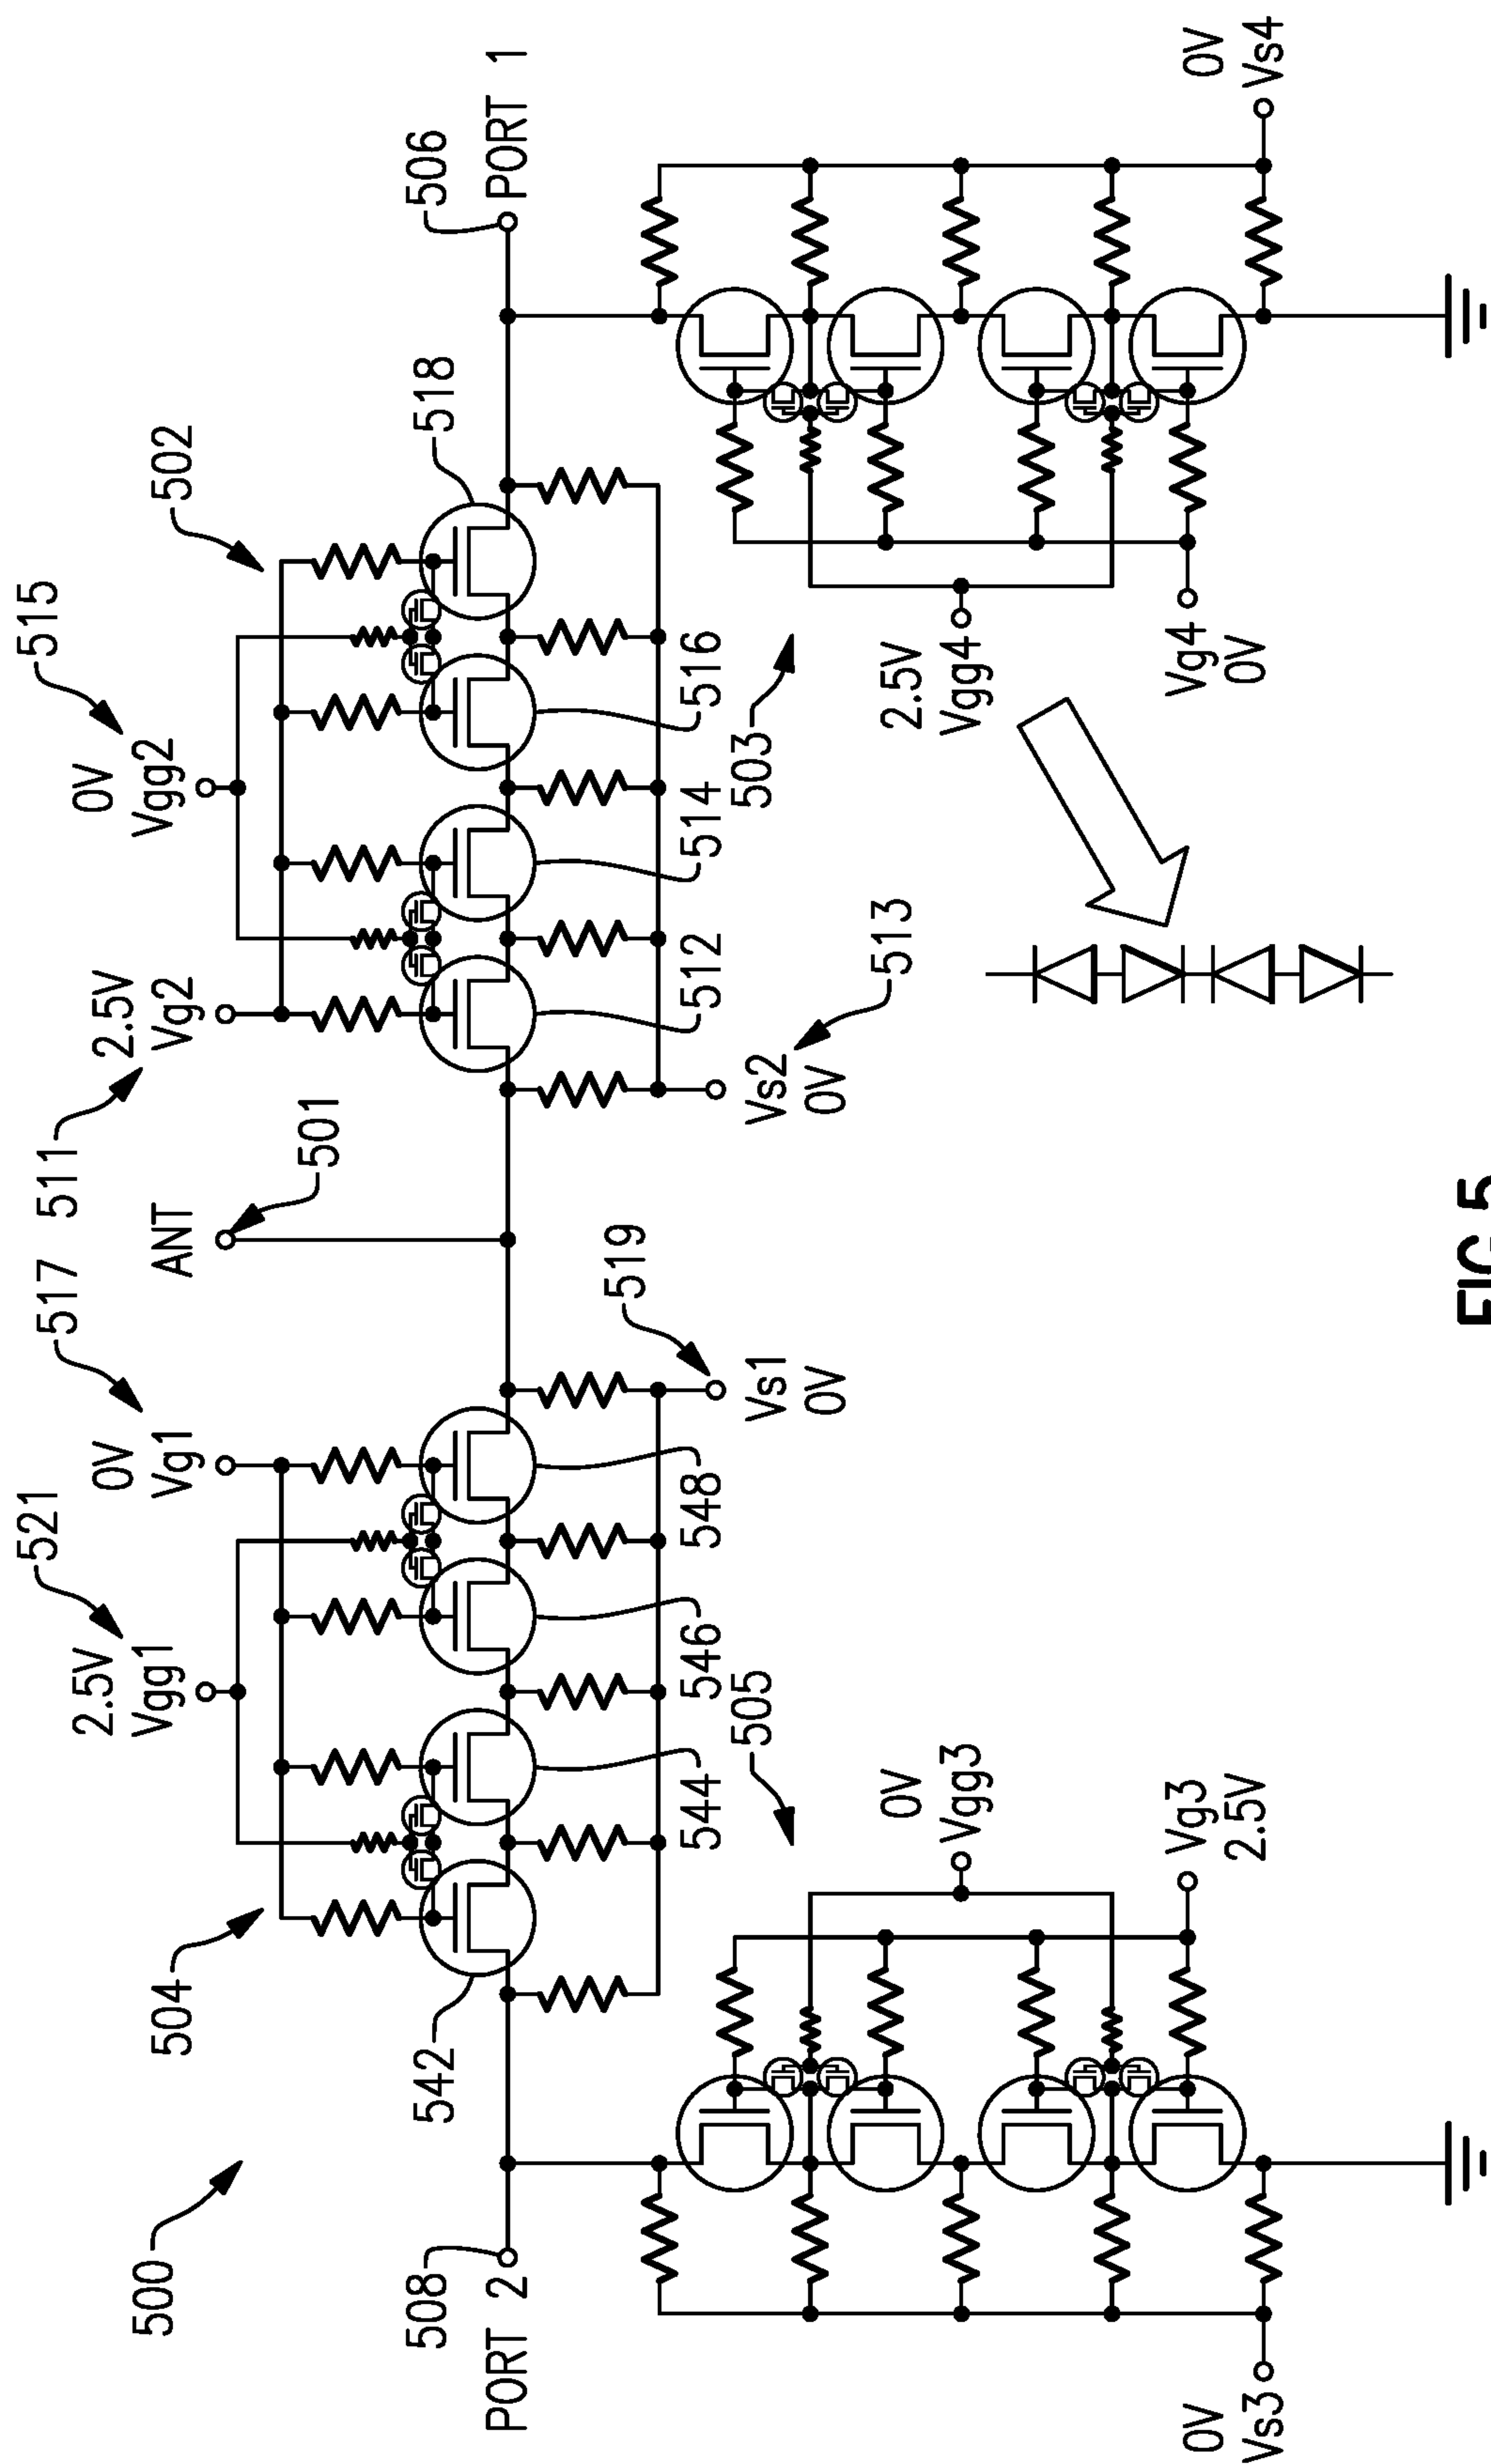 500
504
521
2.5V
Vgg1
517
0V
Vg1
511
2.5V
Vg2
515
0V
Vgg2
502
ANT
501
508
PORT 2
542
544
546
548
519
Vs1
0V
512
514
516
518
506
PORT 1
Vs2
0V
513
505
503
0V
Vgg3
Vg3
2.5V
0V
Vs3
2.5V
Vgg4
Vg4
0V
0V
Vs4
FIG.5